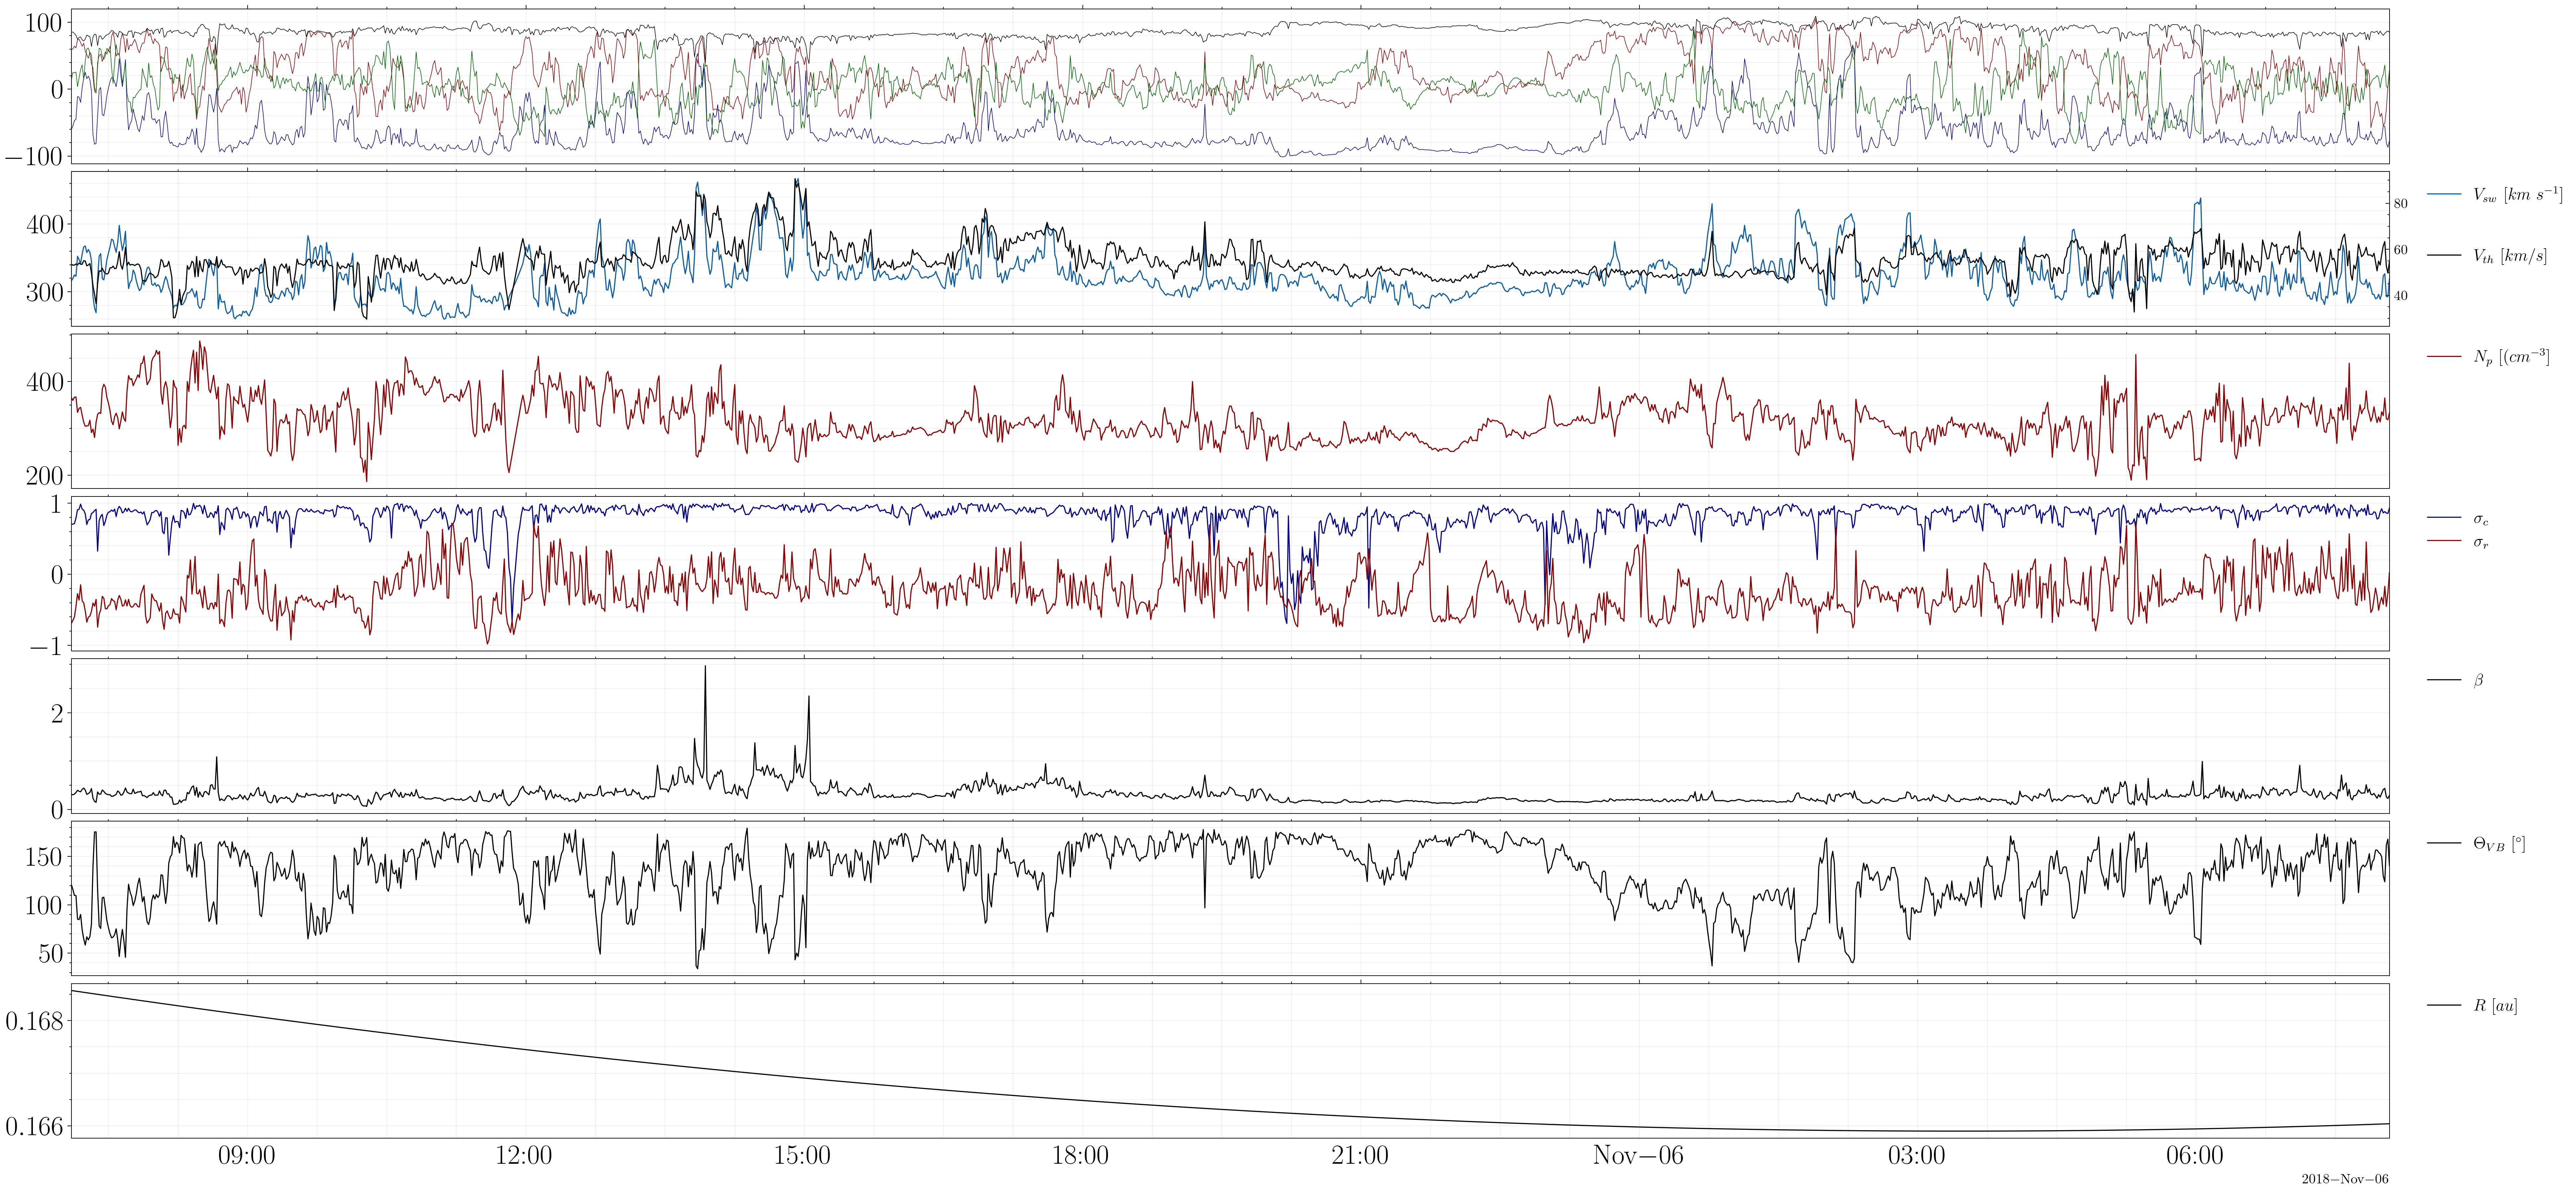 100
0
−100
400
300
80
60
40
V_sw [km s^−1]
V_th [km/s]
400
200
N_p [(cm^−3]
1
0
−1
σ_c
σ_r
2
0
β
150
100
50
Θ_VB [°]
0.168
0.166
R [au]
09:00 12:00 15:00 18:00 21:00 Nov−06 03:00 06:00
2018−Nov−06